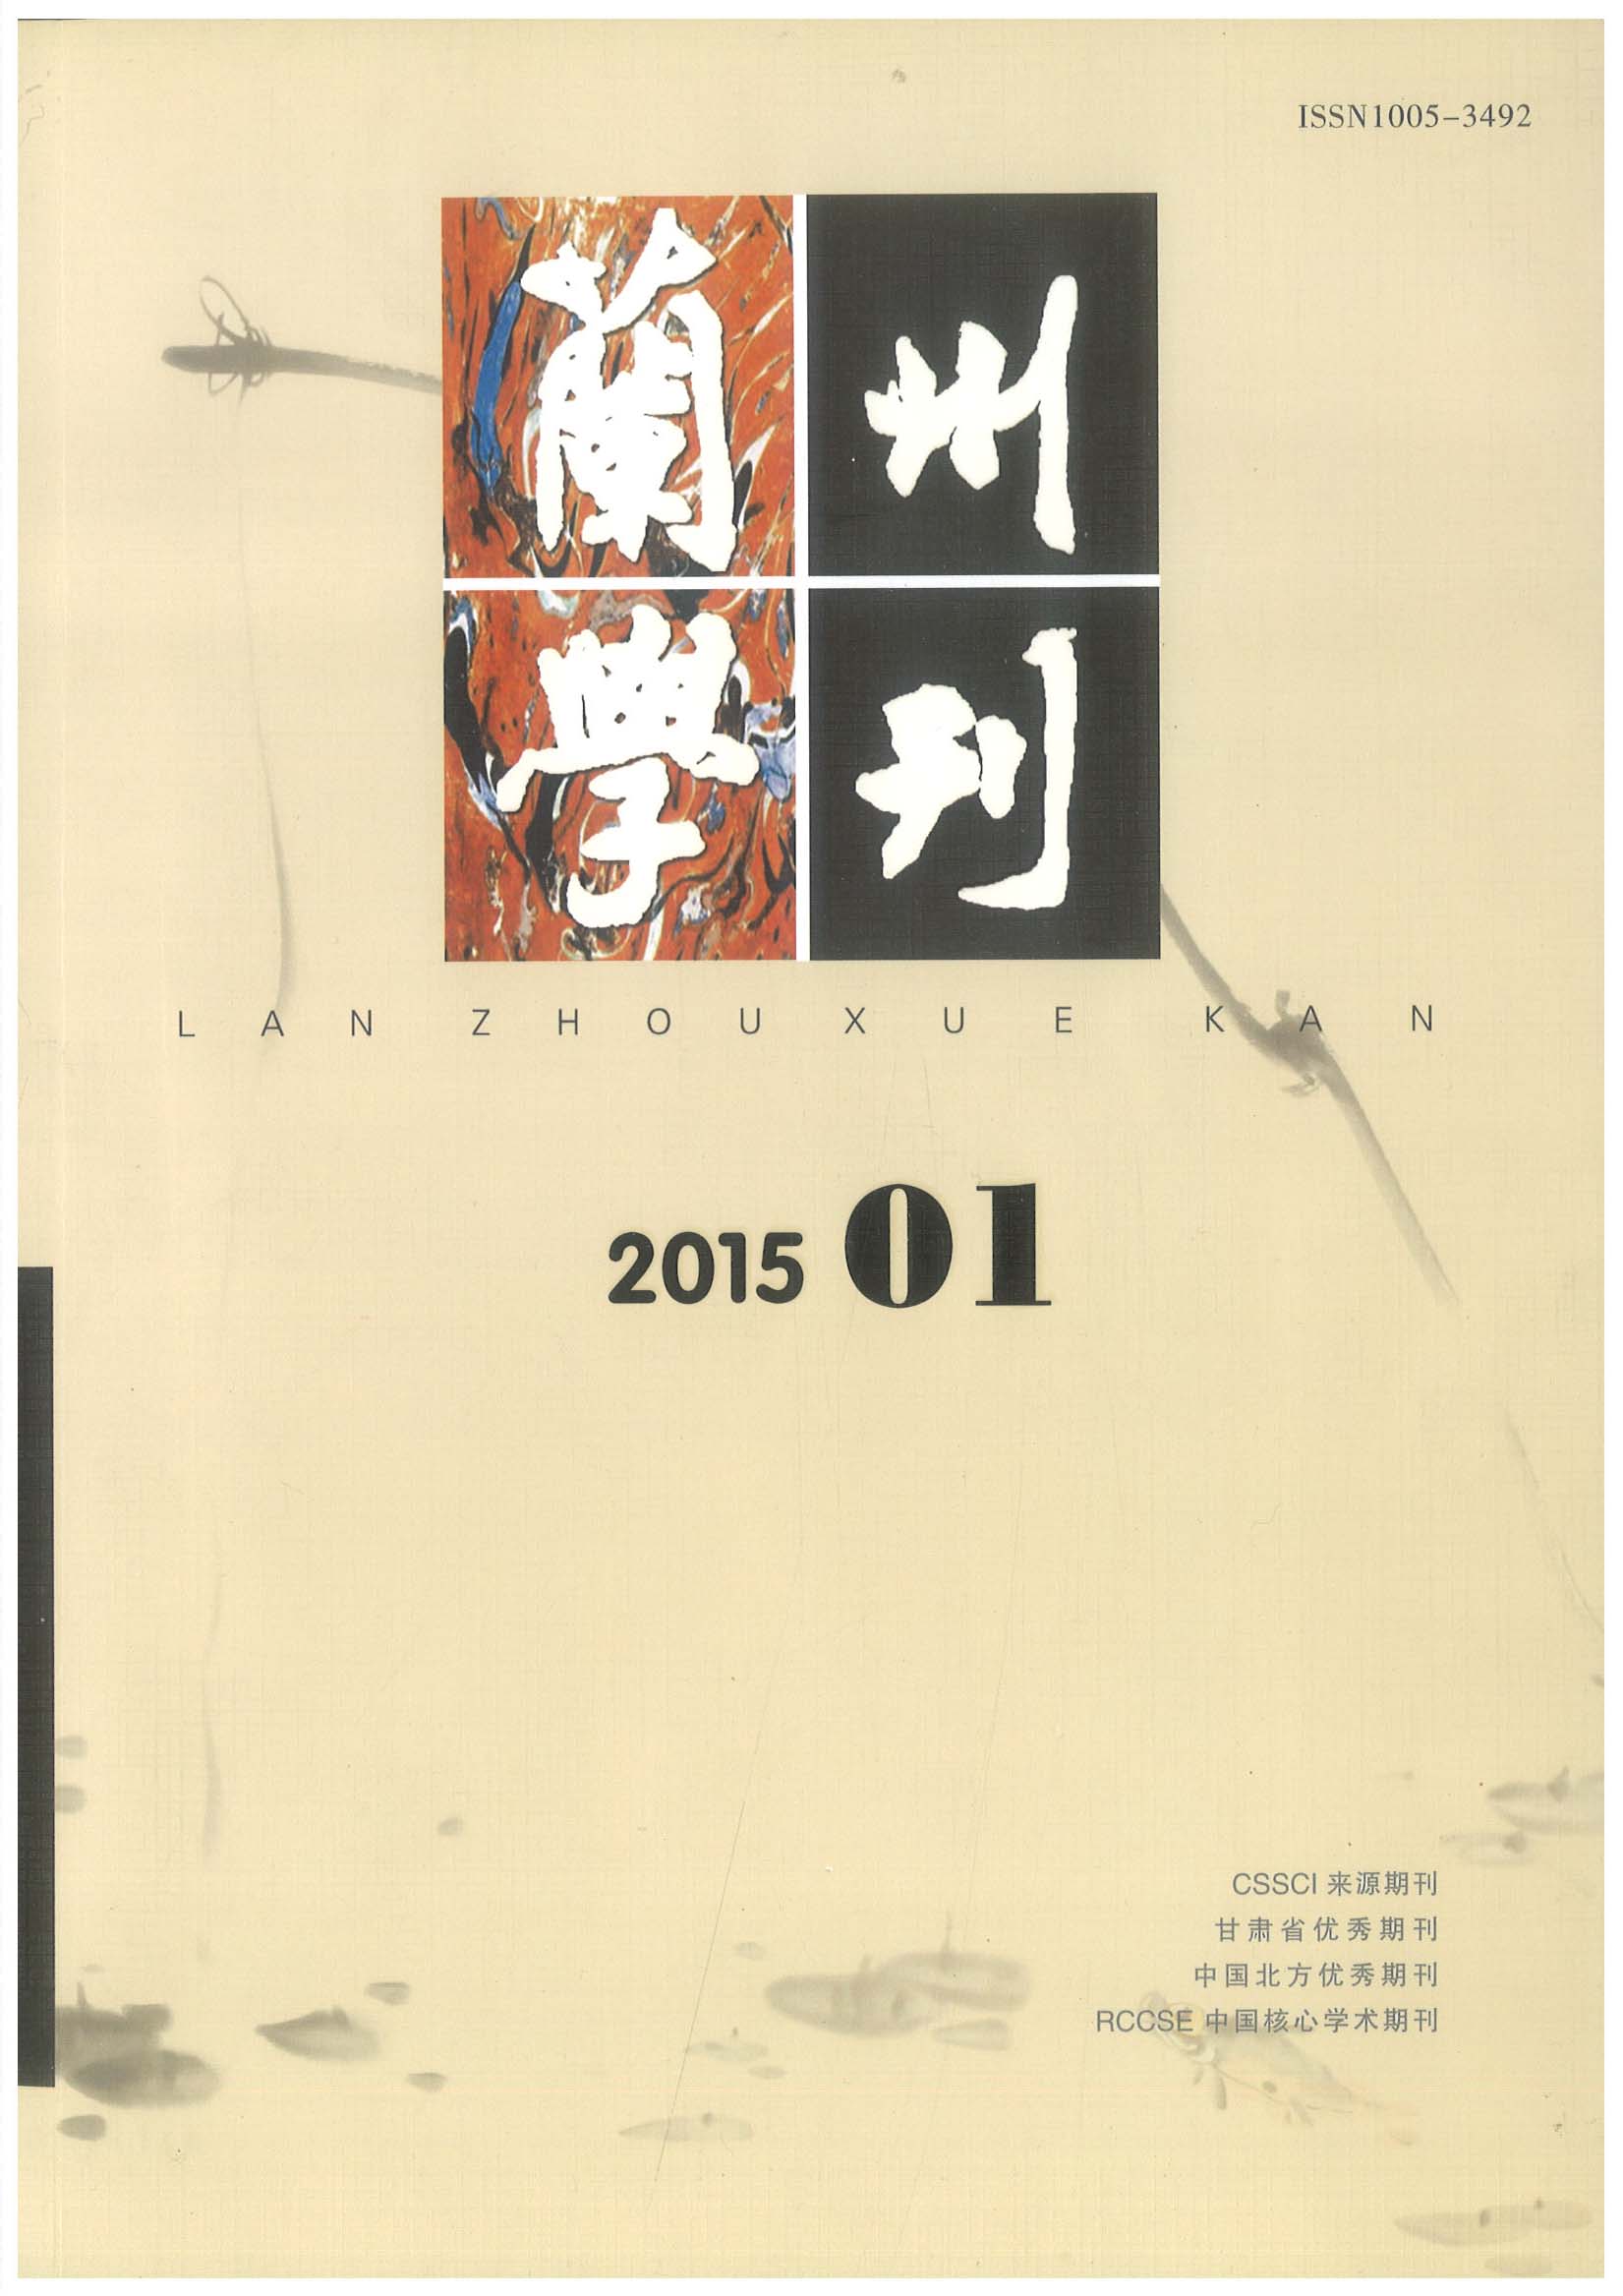 ISSN1005-3492
蘭州
學刊
LAN ZHOU XUE KAN
2015 01
CSSCI 来源期刊
甘肃省优秀期刊
中国北方优秀期刊
RCCSE 中国核心学术期刊